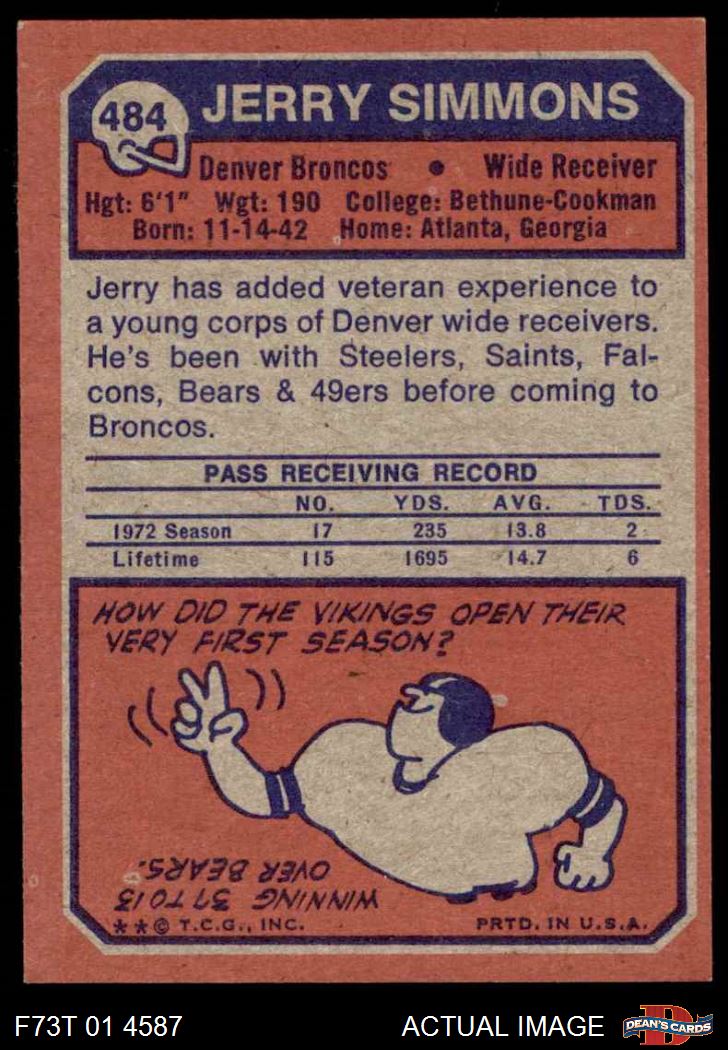 484
JERRY SIMMONS
Denver Broncos • Wide Receiver
Hgt: 6'1" Wgt: 190 College: Bethune-Cookman
Born: 11-14-42 Home: Atlanta, Georgia
Jerry has added veteran experience to
a young corps of Denver wide receivers.
He's been with Steelers, Saints, Fal-
cons, Bears & 49ers before coming to
Broncos.
PASS RECEIVING RECORD
NO. YDS. AVG. TDS.
1972 Season 17 235 13.8 2
Lifetime 115 1695 14.7 6
HOW DID THE VIKINGS OPEN THEIR
VERY FIRST SEASON?
WINNING 37 TO 13
OVER BEARS.
**© T.C.G., INC. PRTD. IN U.S.A.
F73T 01 4587 ACTUAL IMAGE
D
DEAN'S CARDS